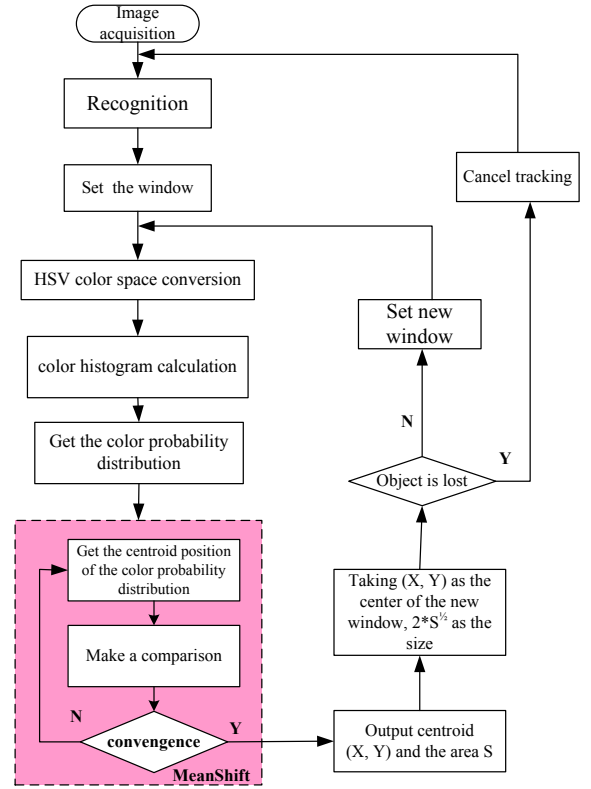 Image
acquisition
Recognition
Set the window
HSV color space conversion
color histogram calculation
Get the color probability
distribution
Get the centroid position
of the color probability
distribution
Make a comparison
N
convergence
Y
MeanShift
Output centroid
(X, Y) and the area S
Taking (X, Y) as the
center of the new
window, 2*S^½ as the
size
Object is lost
N
Y
Set new
window
Cancel tracking